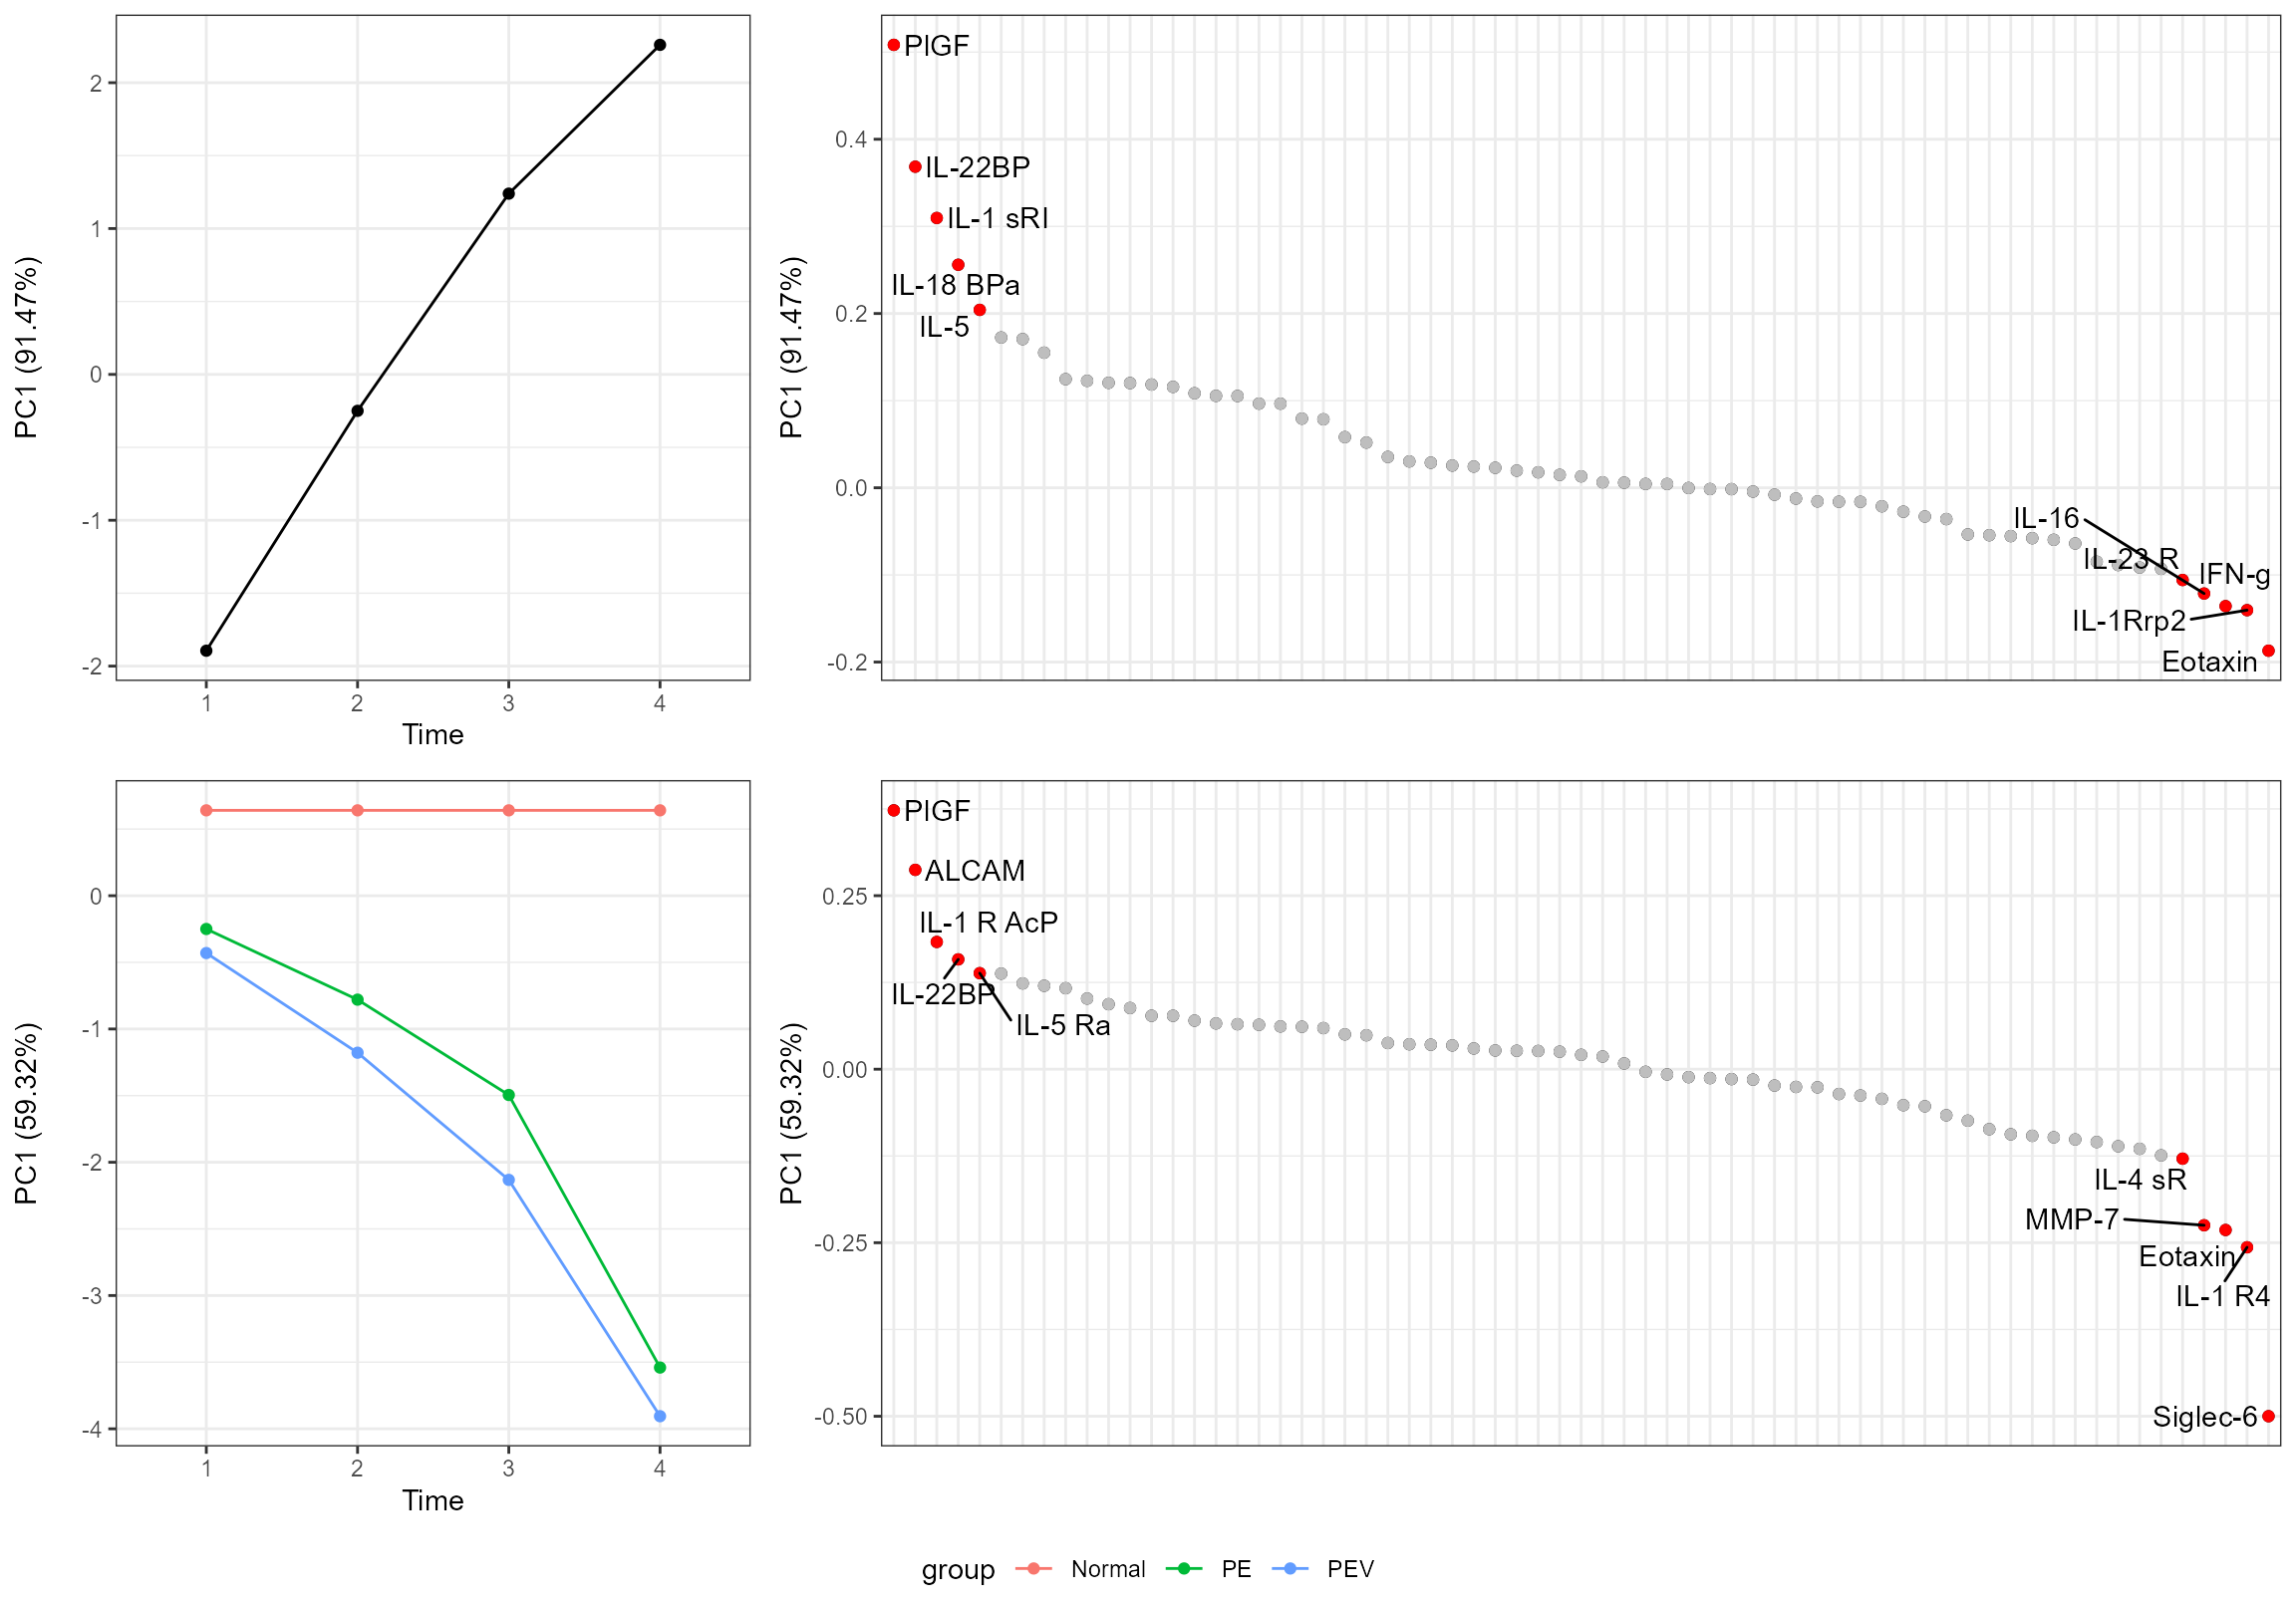 PC1 (91.47%)
2
1
0
-1
-2
1 2 3 4
Time
PC1 (91.47%)
0.4
0.2
0.0
-0.2
PlGF
IL-22BP
IL-1 sRI
IL-18 BPa
IL-5
IL-16
IL-23 R
IFN-g
IL-1Rrp2
Eotaxin
PC1 (59.32%)
0
-1
-2
-3
-4
1 2 3 4
Time
PC1 (59.32%)
0.25
0.00
-0.25
-0.50
PlGF
ALCAM
IL-1 R AcP
IL-22BP
IL-5 Ra
IL-4 sR
MMP-7
Eotaxin
IL-1 R4
Siglec-6
group Normal PE PEV